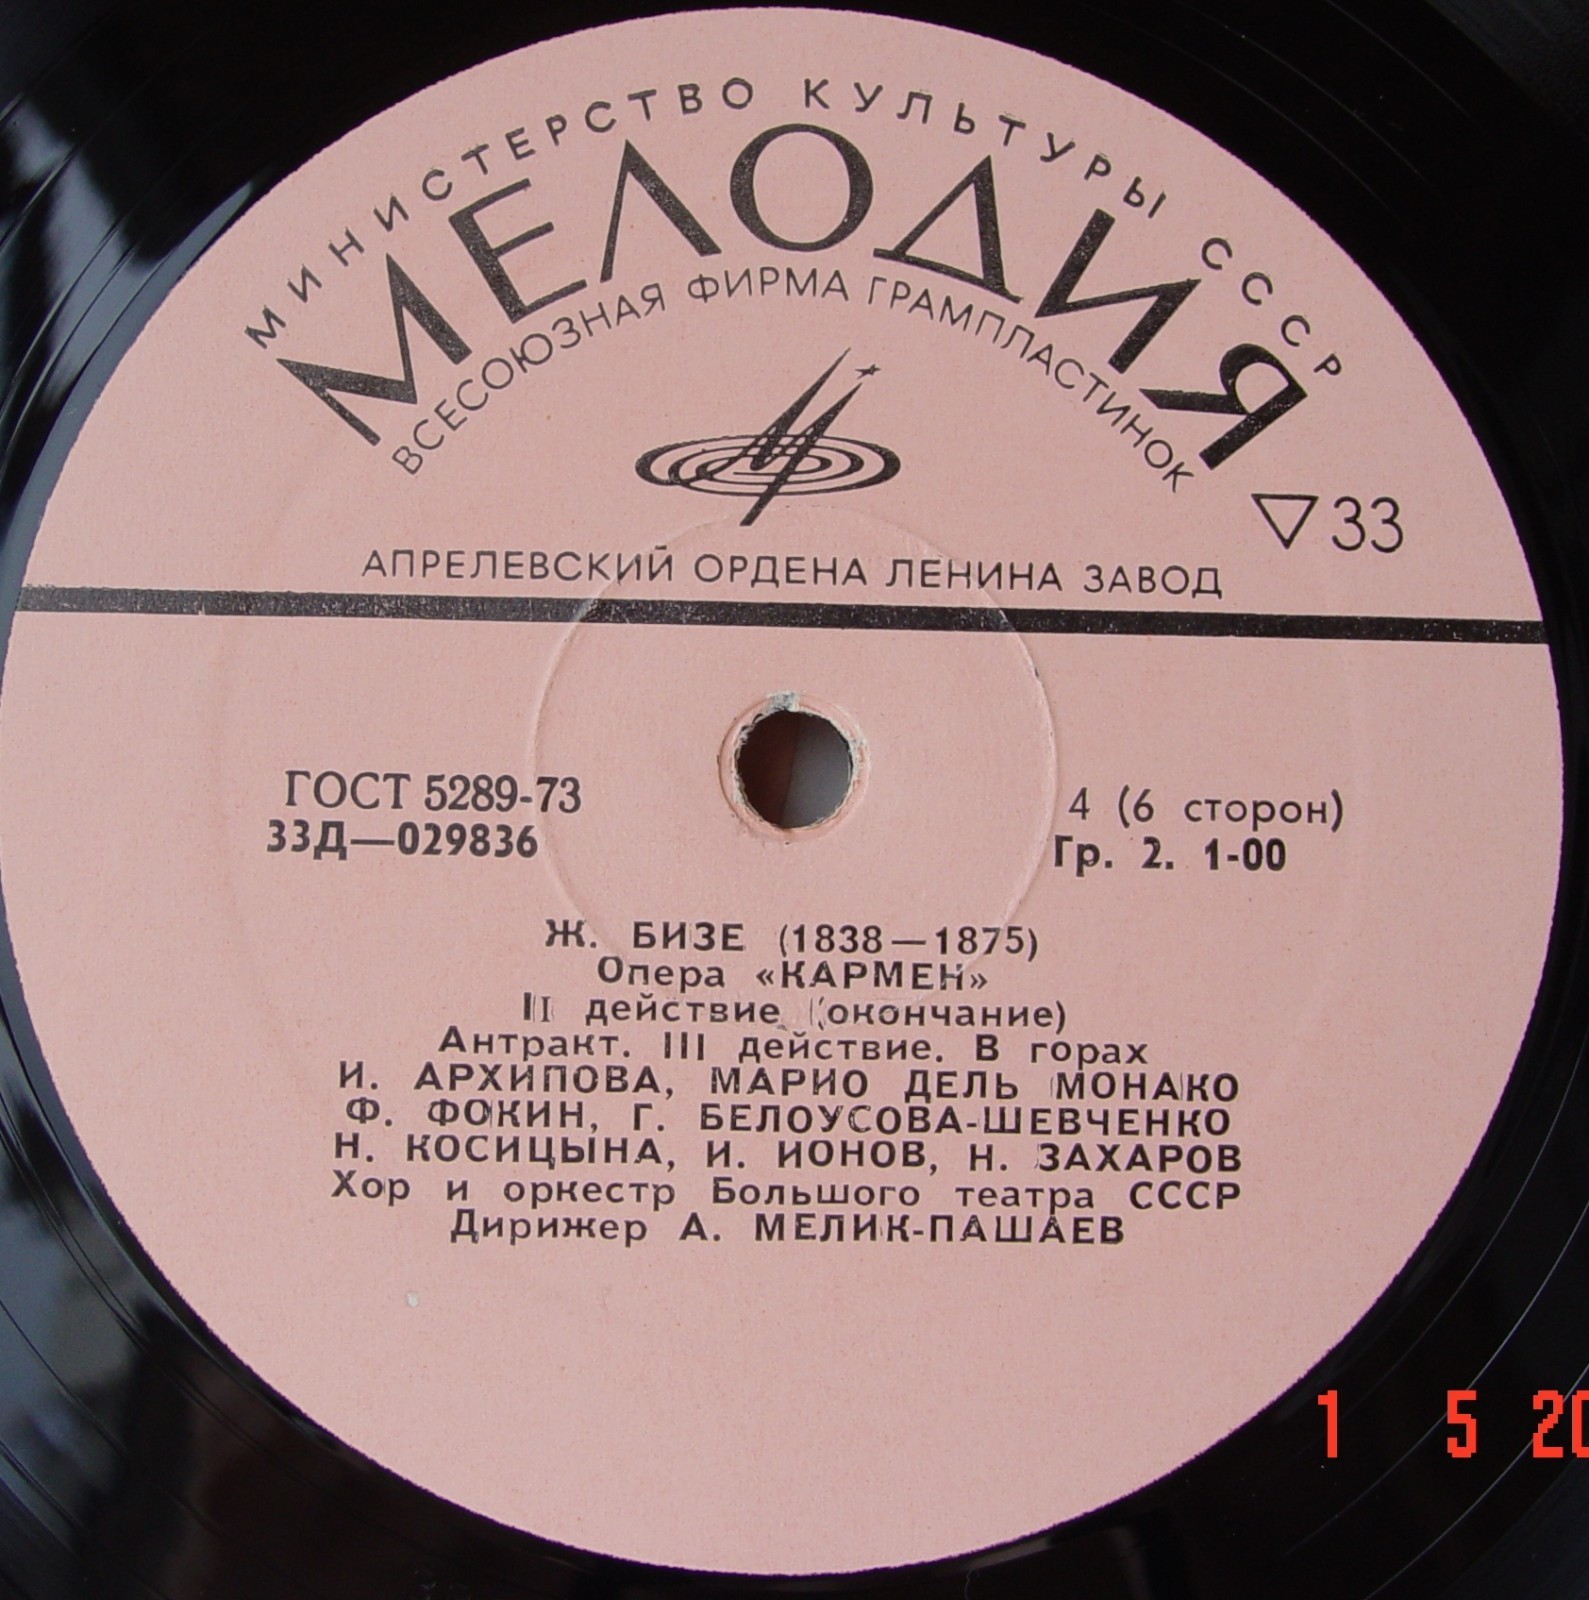 МИНИСТЕРСТВО КУЛЬТУРЫ СССР
МЕЛОДИЯ
ВСЕСОЮЗНАЯ ФИРМА ГРАМПЛАСТИНОК
▽33
АПРЕЛЕВСКИЙ ОРДЕНА ЛЕНИНА ЗАВОД
ГОСТ 5289-73
33Д—029836
4 (6 сторон)
Гр. 2. 1-00
Ж. БИЗЕ (1838—1875)
Опера «КАРМЕН»
II действие (окончание)
Антракт. III действие. В горах
И. АРХИПОВА, МАРИО ДЕЛЬ МОНАКО
Ф. ФОКИН, Г. БЕЛОУСОВА-ШЕВЧЕНКО
Н. КОСИЦЫНА, И. ИОНОВ, Н. ЗАХАРОВ
Хор и оркестр Большого театра СССР
Дирижер А. МЕЛИК-ПАШАЕВ
1 5 20